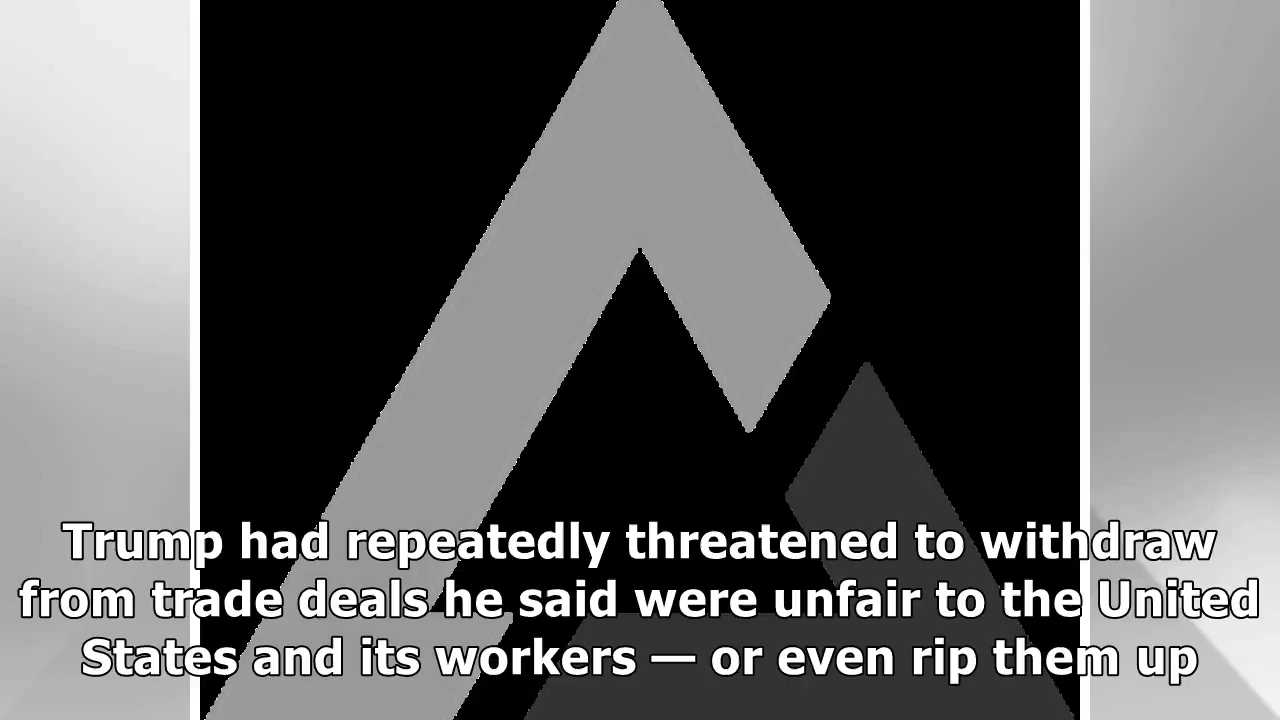 Trump had repeatedly threatened to withdraw
from trade deals he said were unfair to the United
States and its workers — or even rip them up